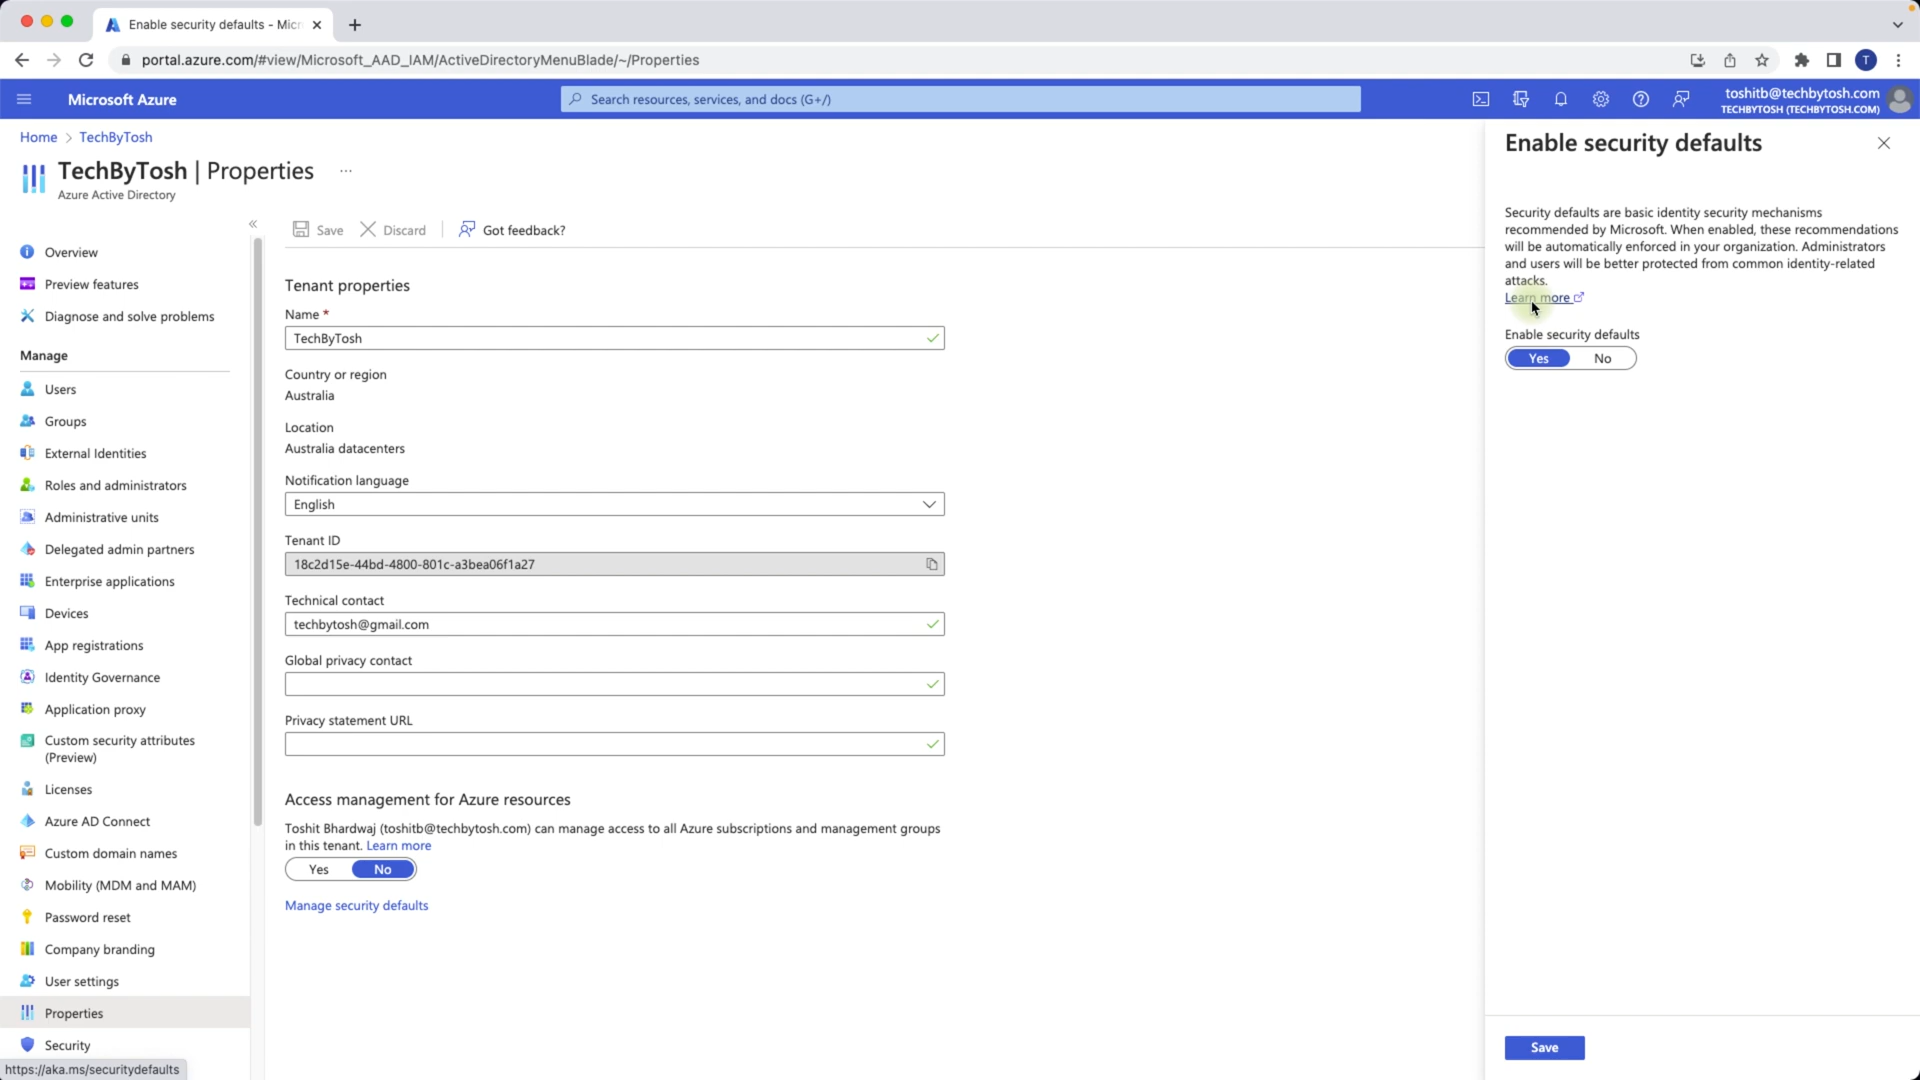 Enable security defaults - Micr
portal.azure.com/#view/Microsoft_AAD_IAM/ActiveDirectoryMenuBlade/~/Properties
T
Microsoft Azure
Search resources, services, and docs (G+/)
toshitb@techbytosh.com
TECHBYTOSH (TECHBYTOSH.COM)
Home > TechByTosh
TechByTosh | Properties ...
Azure Active Directory
Overview
Preview features
Diagnose and solve problems
Manage
Users
Groups
External Identities
Roles and administrators
Administrative units
Delegated admin partners
Enterprise applications
Devices
App registrations
Identity Governance
Application proxy
Custom security attributes
(Preview)
Licenses
Azure AD Connect
Custom domain names
Mobility (MDM and MAM)
Password reset
Company branding
User settings
Properties
Security
https://aka.ms/securitydefaults
Save Discard Got feedback?
Tenant properties
Name *
TechByTosh
Country or region
Australia
Location
Australia datacenters
Notification language
English
Tenant ID
18c2d15e-44bd-4800-801c-a3bea06f1a27
Technical contact
techbytosh@gmail.com
Global privacy contact
Privacy statement URL
Access management for Azure resources
Toshit Bhardwaj (toshitb@techbytosh.com) can manage access to all Azure subscriptions and management groups
in this tenant. Learn more
Yes No
Manage security defaults
Enable security defaults
Security defaults are basic identity security mechanisms
recommended by Microsoft. When enabled, these recommendations
will be automatically enforced in your organization. Administrators
and users will be better protected from common identity-related
attacks.
Learn more
Enable security defaults
Yes No
Save